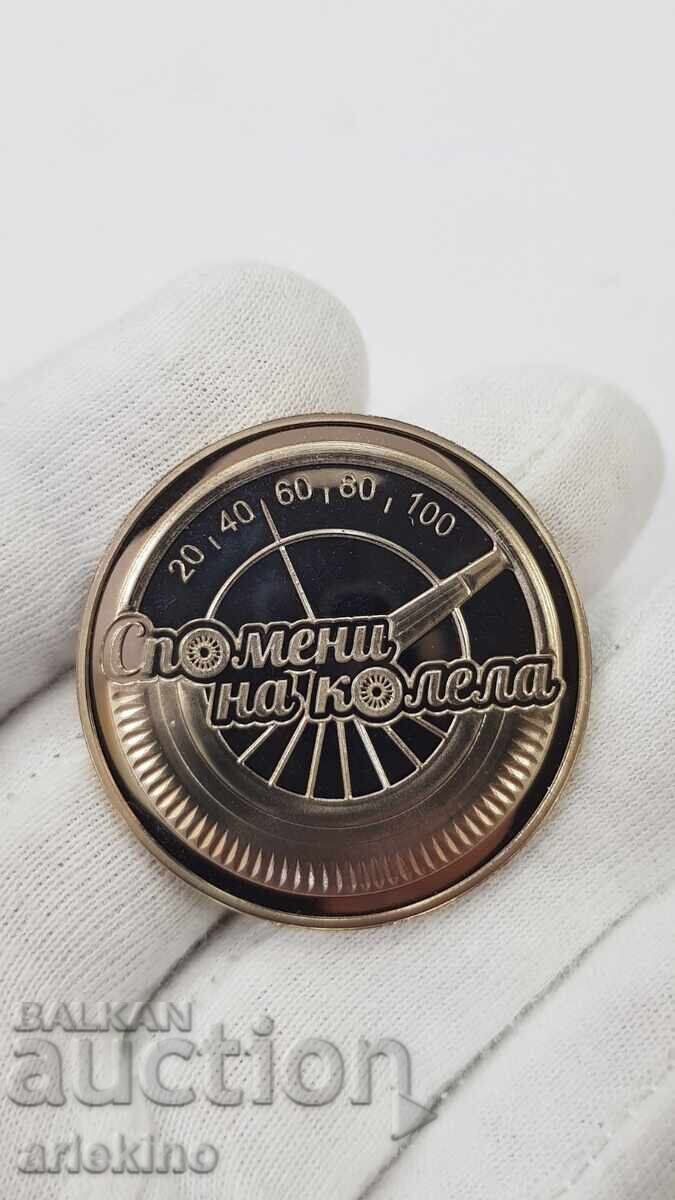 20 40 60 80 100
Спомени
на колела
BALKAN
auction
arlekino